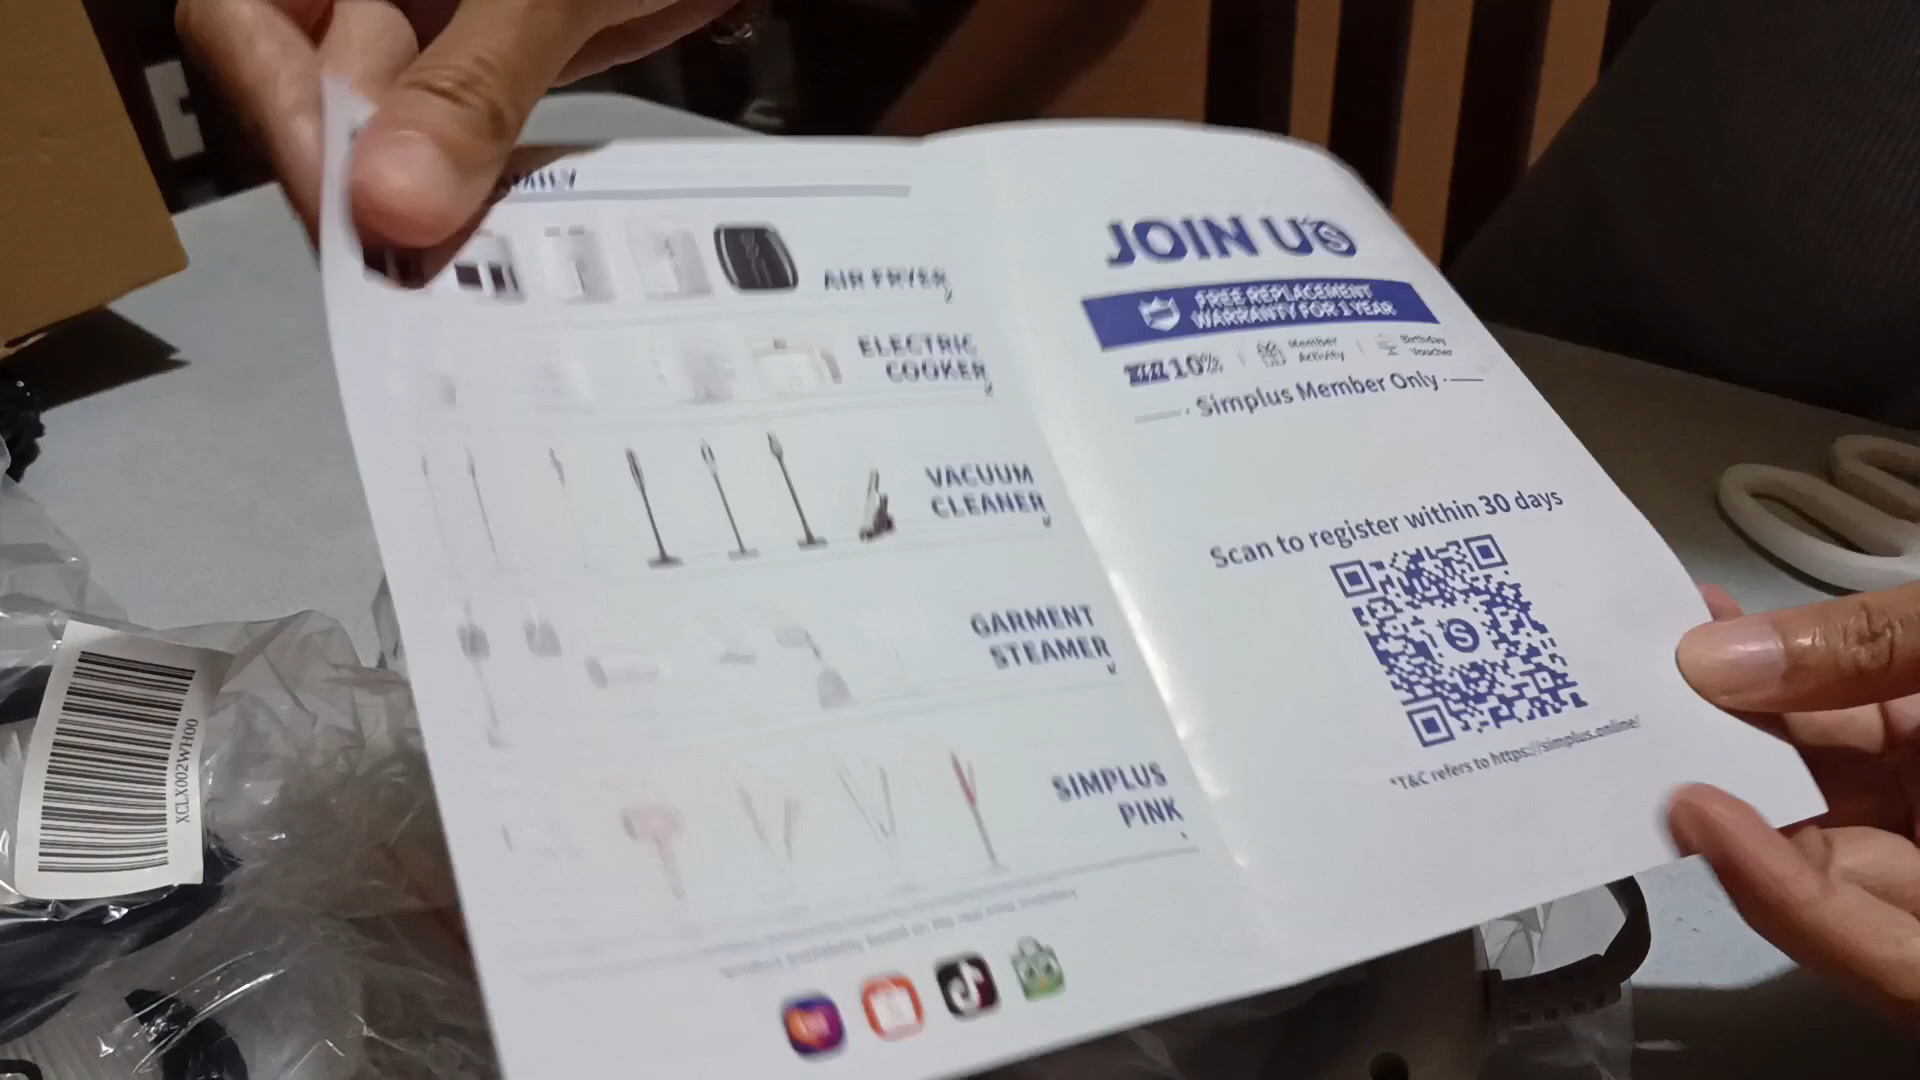 AIR FRYER
ELECTRIC
COOKER
VACUUM
CLEANER
GARMENT
STEAMER
SIMPLUS
PINK
JOIN US
FREE REPLACEMENT
WARRANTY FOR 1 YEAR
10%
Member
Activity
Birthday
Voucher
Simplus Member Only
Scan to register within 30 days
*T&C refers to https://simplus.online/
XCLX002WH00